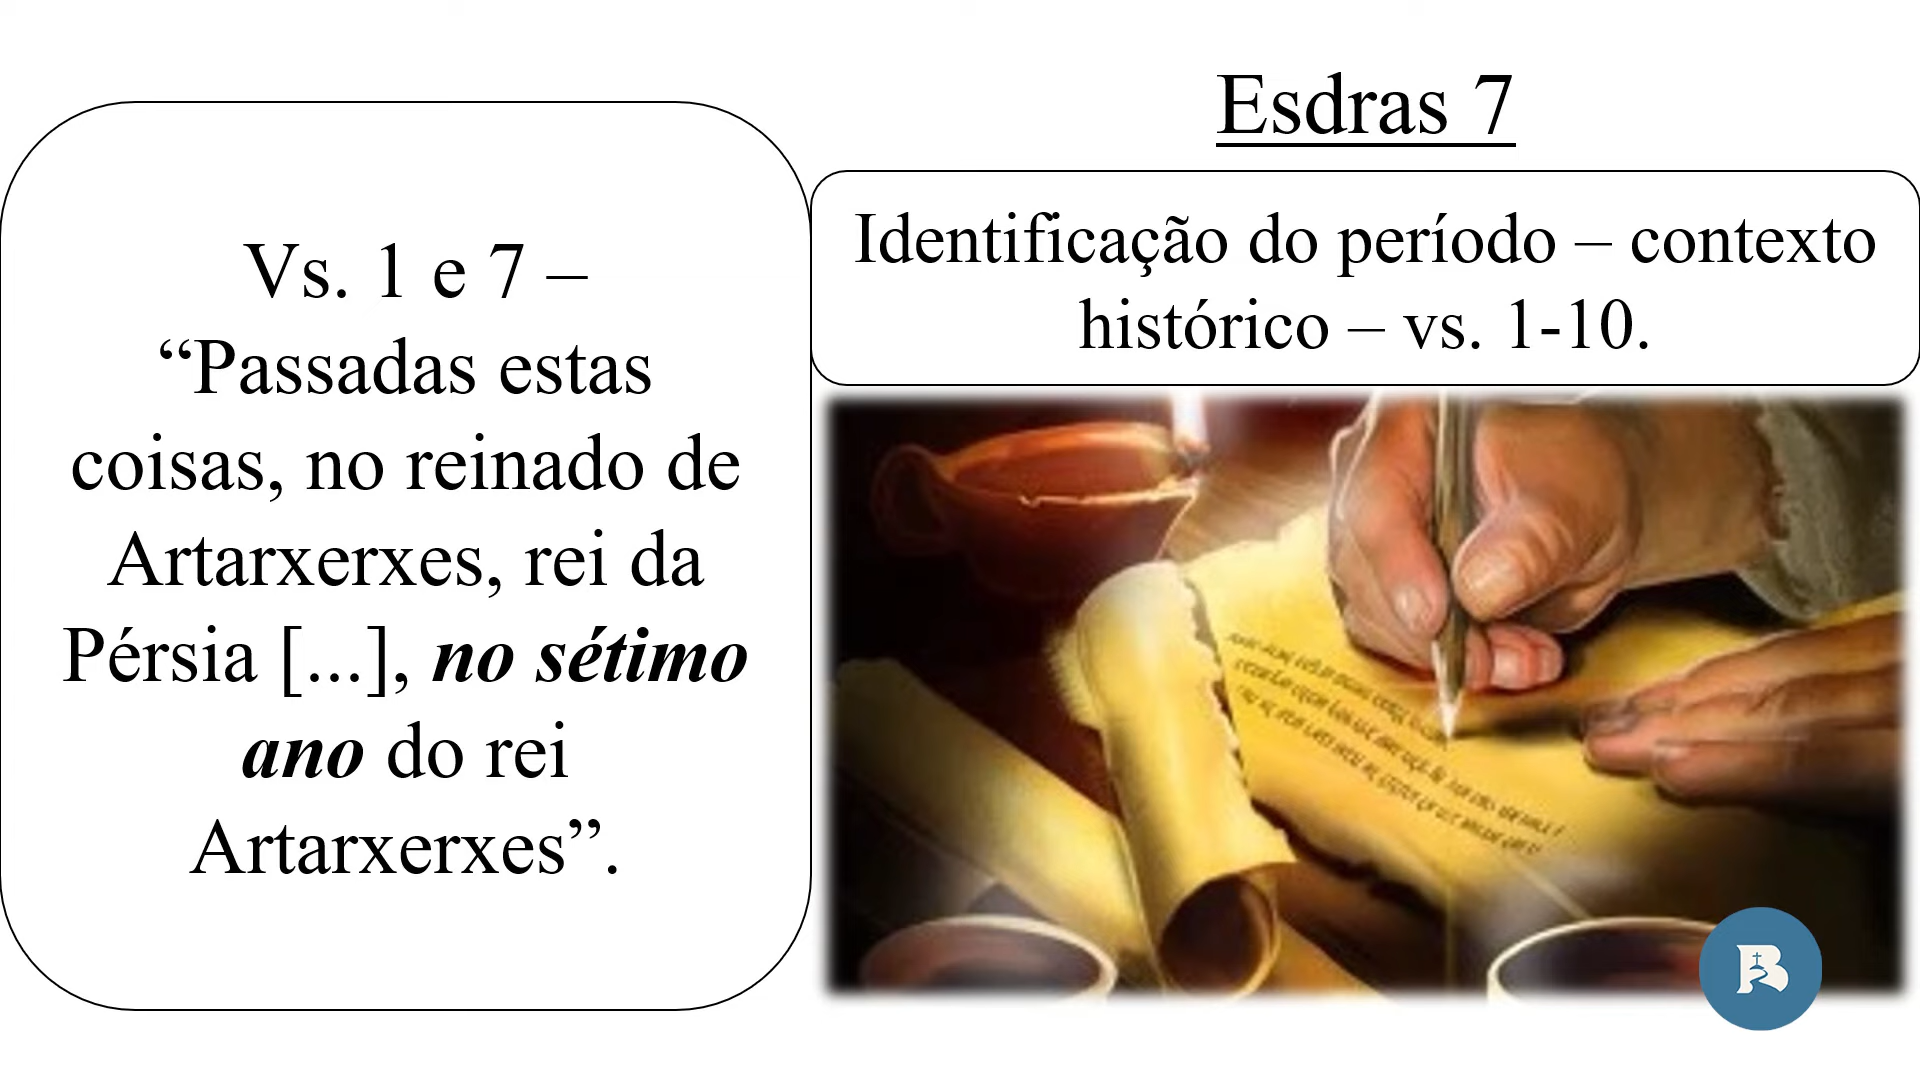 Esdras 7
Identificação do período – contexto
histórico – vs. 1-10.
Vs. 1 e 7 –
“Passadas estas
coisas, no reinado de
Artarxerxes, rei da
Pérsia [...], no sétimo
ano do rei
Artarxerxes”.